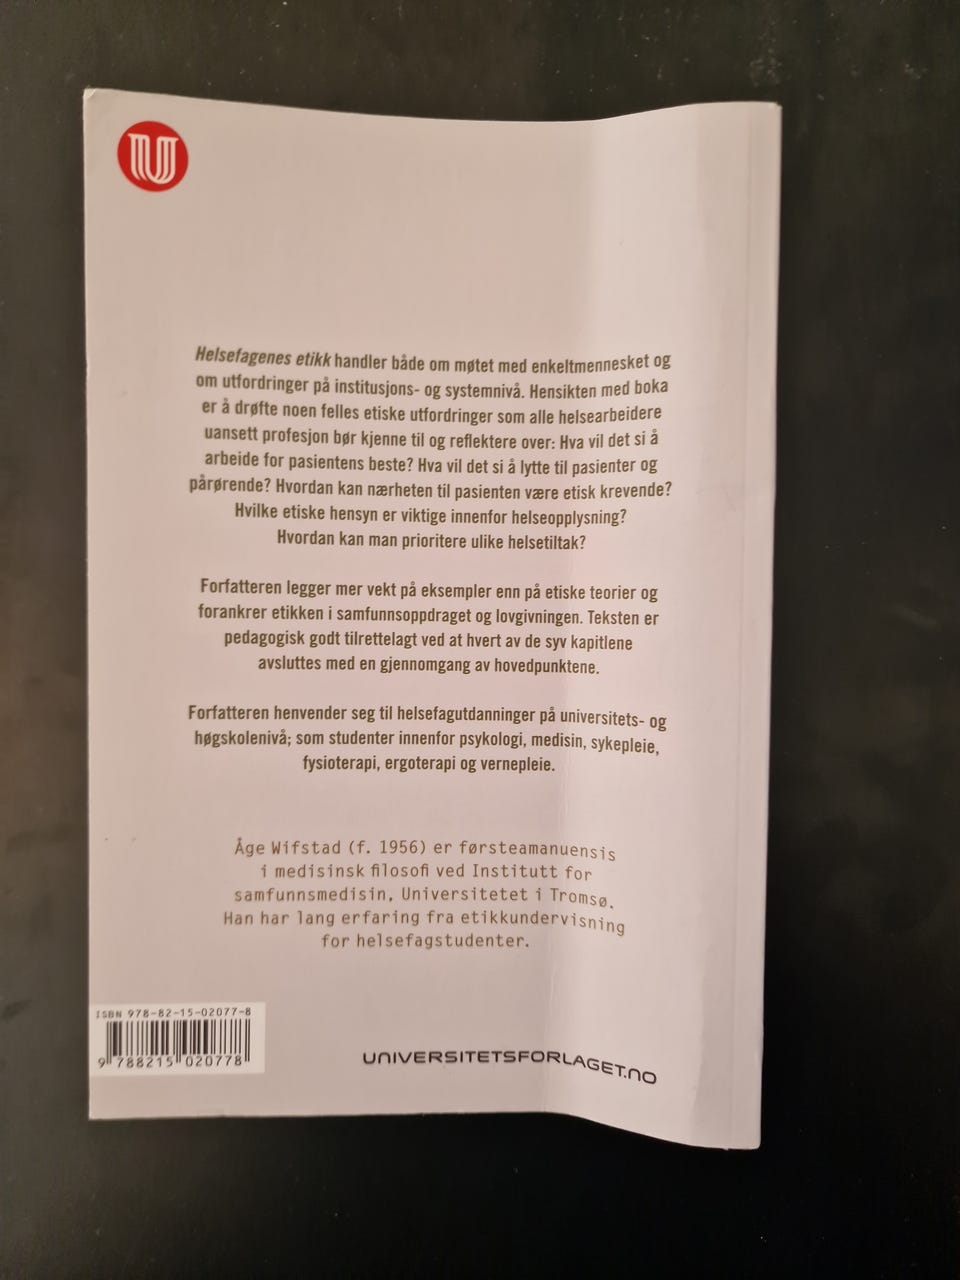 U
Helsefagenes etikk handler både om møtet med enkeltmennesket og
om utfordringer på institusjons- og systemnivå. Hensikten med boka
er å drøfte noen felles etiske utfordringer som alle helsearbeidere
uansett profesjon bør kjenne til og reflektere over: Hva vil det si å
arbeide for pasientens beste? Hva vil det si å lytte til pasienter og
pårørende? Hvordan kan nærheten til pasienten være etisk krevende?
Hvilke etiske hensyn er viktige innenfor helseopplysning?
Hvordan kan man prioritere ulike helsetiltak?
Forfatteren legger mer vekt på eksempler enn på etiske teorier og
forankrer etikken i samfunnsoppdraget og lovgivningen. Teksten er
pedagogisk godt tilrettelagt ved at hvert av de syv kapitlene
avsluttes med en gjennomgang av hovedpunktene.
Forfatteren henvender seg til helsefagutdanninger på universitets- og
høgskolenivå; som studenter innenfor psykologi, medisin, sykepleie,
fysioterapi, ergoterapi og vernepleie.
Åge Wifstad (f. 1956) er førsteamanuensis
i medisinsk filosofi ved Institutt for
samfunnsmedisin, Universitetet i Tromsø.
Han har lang erfaring fra etikkundervisning
for helsefagstudenter.
ISBN 978-82-15-02077-8
9 788215 020778
UNIVERSITETSFORLAGET.NO